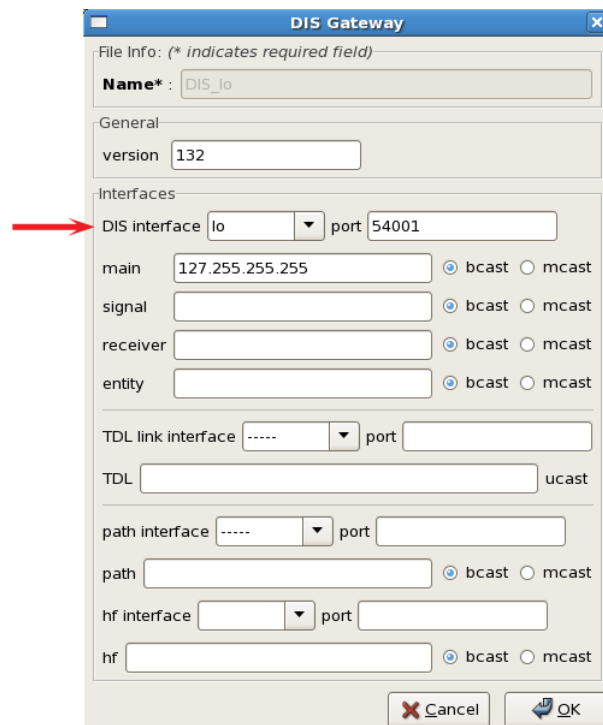 DIS Gateway
File Info: (* indicates required field)
Name* : DIS_lo
General
version 132
Interfaces
DIS interface lo port 54001
main 127.255.255.255 bcast mcast
signal bcast mcast
receiver bcast mcast
entity bcast mcast
TDL link interface ----- port
TDL ucast
path interface ----- port
path bcast mcast
hf interface port
hf bcast mcast
Cancel OK